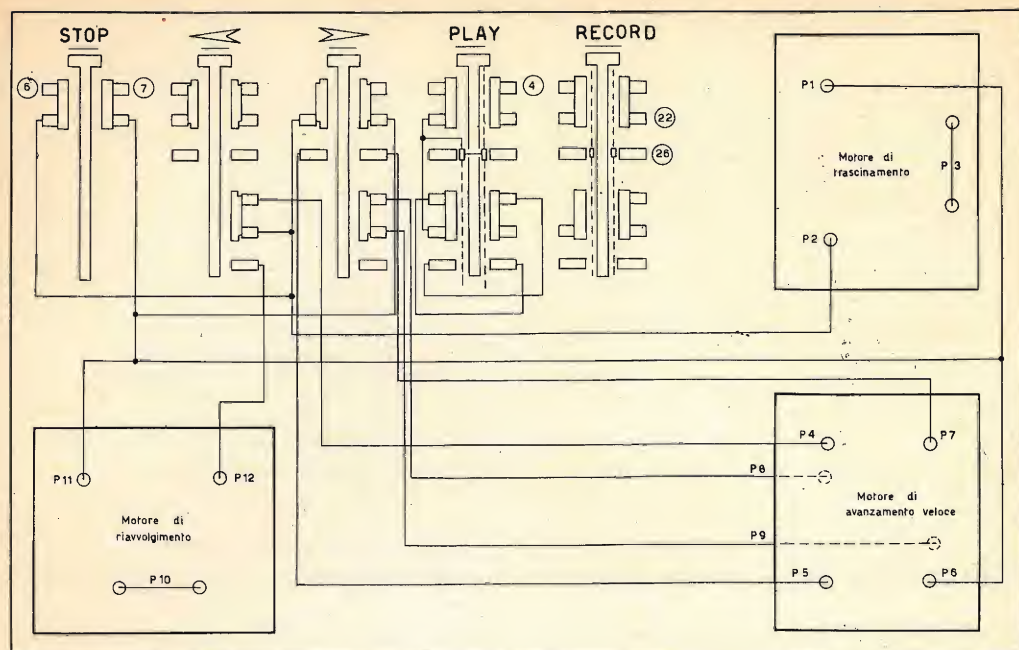 STOP
PLAY
RECORD
6
7
4
22
26
P1
Motore di
trascinamento
P 3
P2
P11
P12
Motore di
riavvolgimento
P10
P4
P7
P8
Motore di
avanzamento veloce
P9
P5
P6